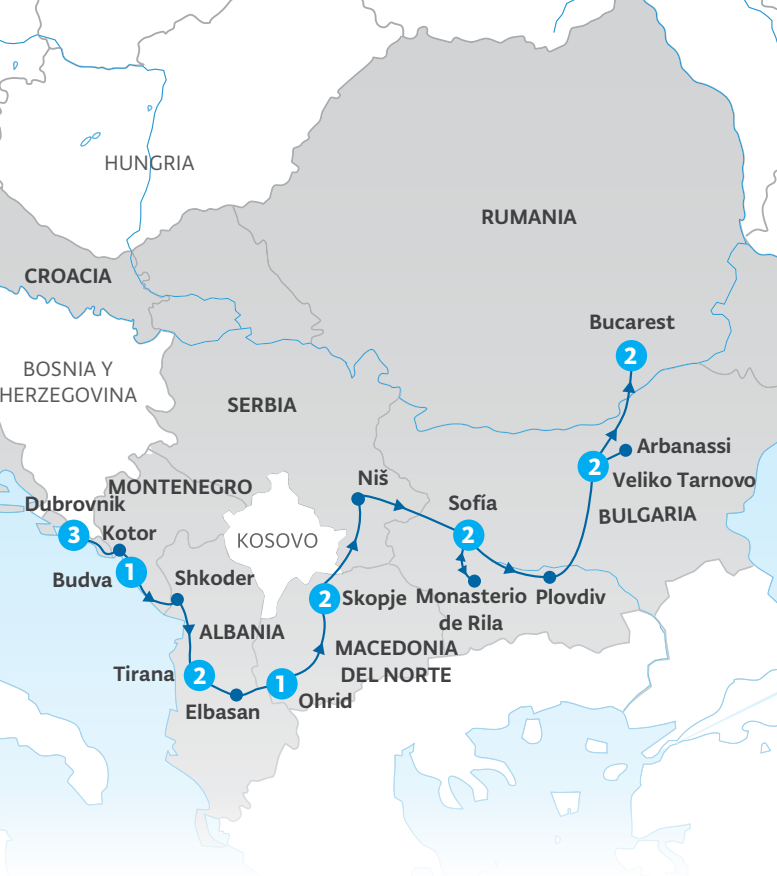 HUNGRIA
RUMANIA
CROACIA
Bucarest
2
BOSNIA Y
HERZEGOVINA
SERBIA
Arbanassi
2
Veliko Tarnovo
Niš
MONTENEGRO
Dubrovnik
Sofía
BULGARIA
3
Kotor
KOSOVO
2
Budva
1
Shkoder
2
Skopje
Monasterio
de Rila
Plovdiv
ALBANIA
MACEDONIA
DEL NORTE
Tirana
2
1
Elbasan
Ohrid